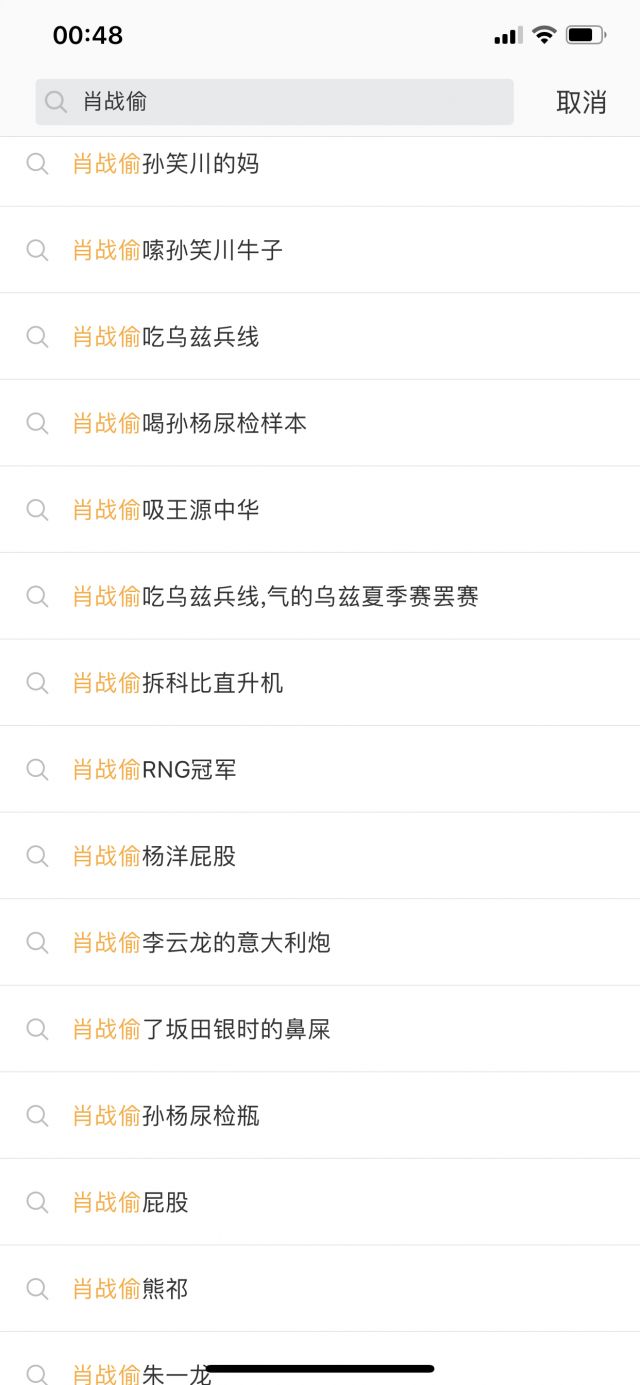 00:48
肖战偷
取消
肖战偷孙笑川的妈
肖战偷嗦孙笑川牛子
肖战偷吃乌兹兵线
肖战偷喝孙杨尿检样本
肖战偷吸王源中华
肖战偷吃乌兹兵线,气的乌兹夏季赛罢赛
肖战偷拆科比直升机
肖战偷RNG冠军
肖战偷杨洋屁股
肖战偷李云龙的意大利炮
肖战偷了坂田银时的鼻屎
肖战偷孙杨尿检瓶
肖战偷屁股
肖战偷熊祁
肖战偷朱一龙